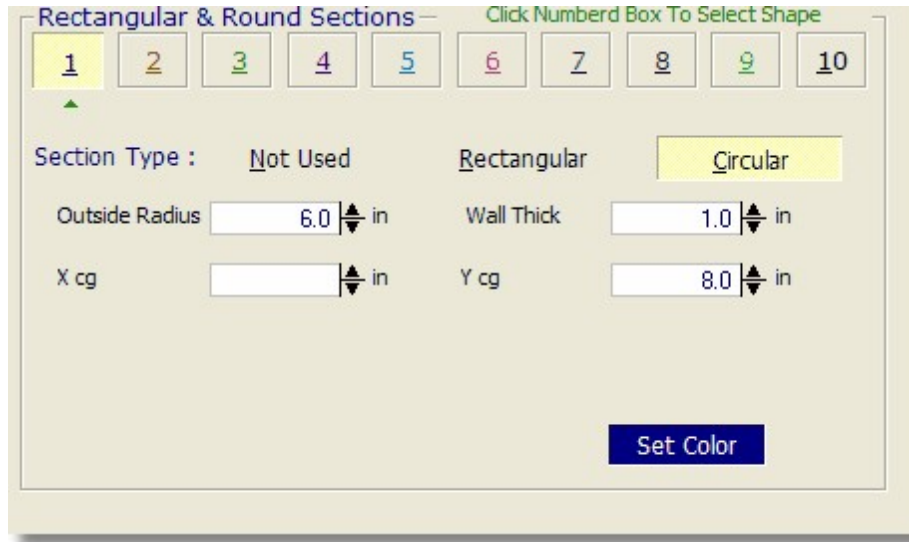 Rectangular & Round Sections Click Numberd Box To Select Shape
1 2 3 4 5 6 7 8 9 10
Section Type : Not Used Rectangular Circular
Outside Radius 6.0 in Wall Thick 1.0 in
X cg in Y cg 8.0 in
Set Color